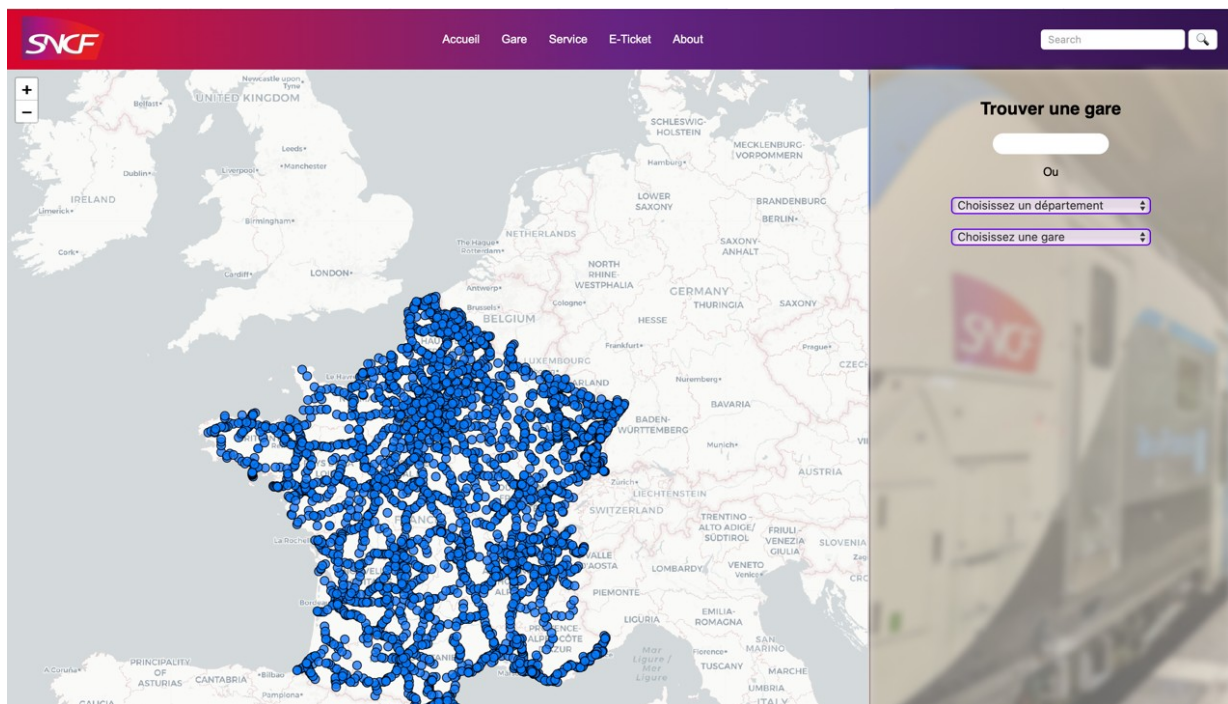 SNCF
Accueil Gare Service E-Ticket About
Search
+
−
Trouver une gare
Ou
Choisissez un département
Choisissez une gare
SNCF
Newcastle upon
Tyne
Belfast
UNITED KINGDOM
Leeds
Manchester
Dublin
Liverpool
IRELAND
Limerick
Birmingham
Cork
Cardiff
LONDON
SCHLESWIG-
HOLSTEIN
MECKLENBURG-
VORPOMMERN
Hamburg
LOWER
SAXONY
BRANDENBURG
BERLIN
NETHERLANDS
The Hague
Rotterdam
SAXONY-
ANHALT
NORTH
RHINE-
WESTPHALIA
GERMANY
Antwerp
Brussels
BELGIUM
Cologne
THURINGIA
SAXONY
HESSE
Frankfurt
Prague
LUXEMBOURG
CZECH
Le Havre
Nuremberg
BAVARIA
BADEN-
WÜRTTEMBERG
Munich
AUSTRIA
Zürich
LIECHTENSTEIN
SWITZERLAND
FRANCE
TRENTINO -
ALTO ADIGE/
SÜDTIROL
FRIULI-
VENEZIA
GIULIA
SLOVENIA
LOMBARDY
VENETO
Venice
PIEMONTE
LIGURIA
EMILIA-
ROMAGNA
SAN
MARINO
Mar
Ligure /
Mer
Ligure
Florence
TUSCANY
MARCHE
UMBRIA
ITALY
A Coruña
PRINCIPALITY
OF
ASTURIAS
CANTABRIA
Bilbao
Pamplona